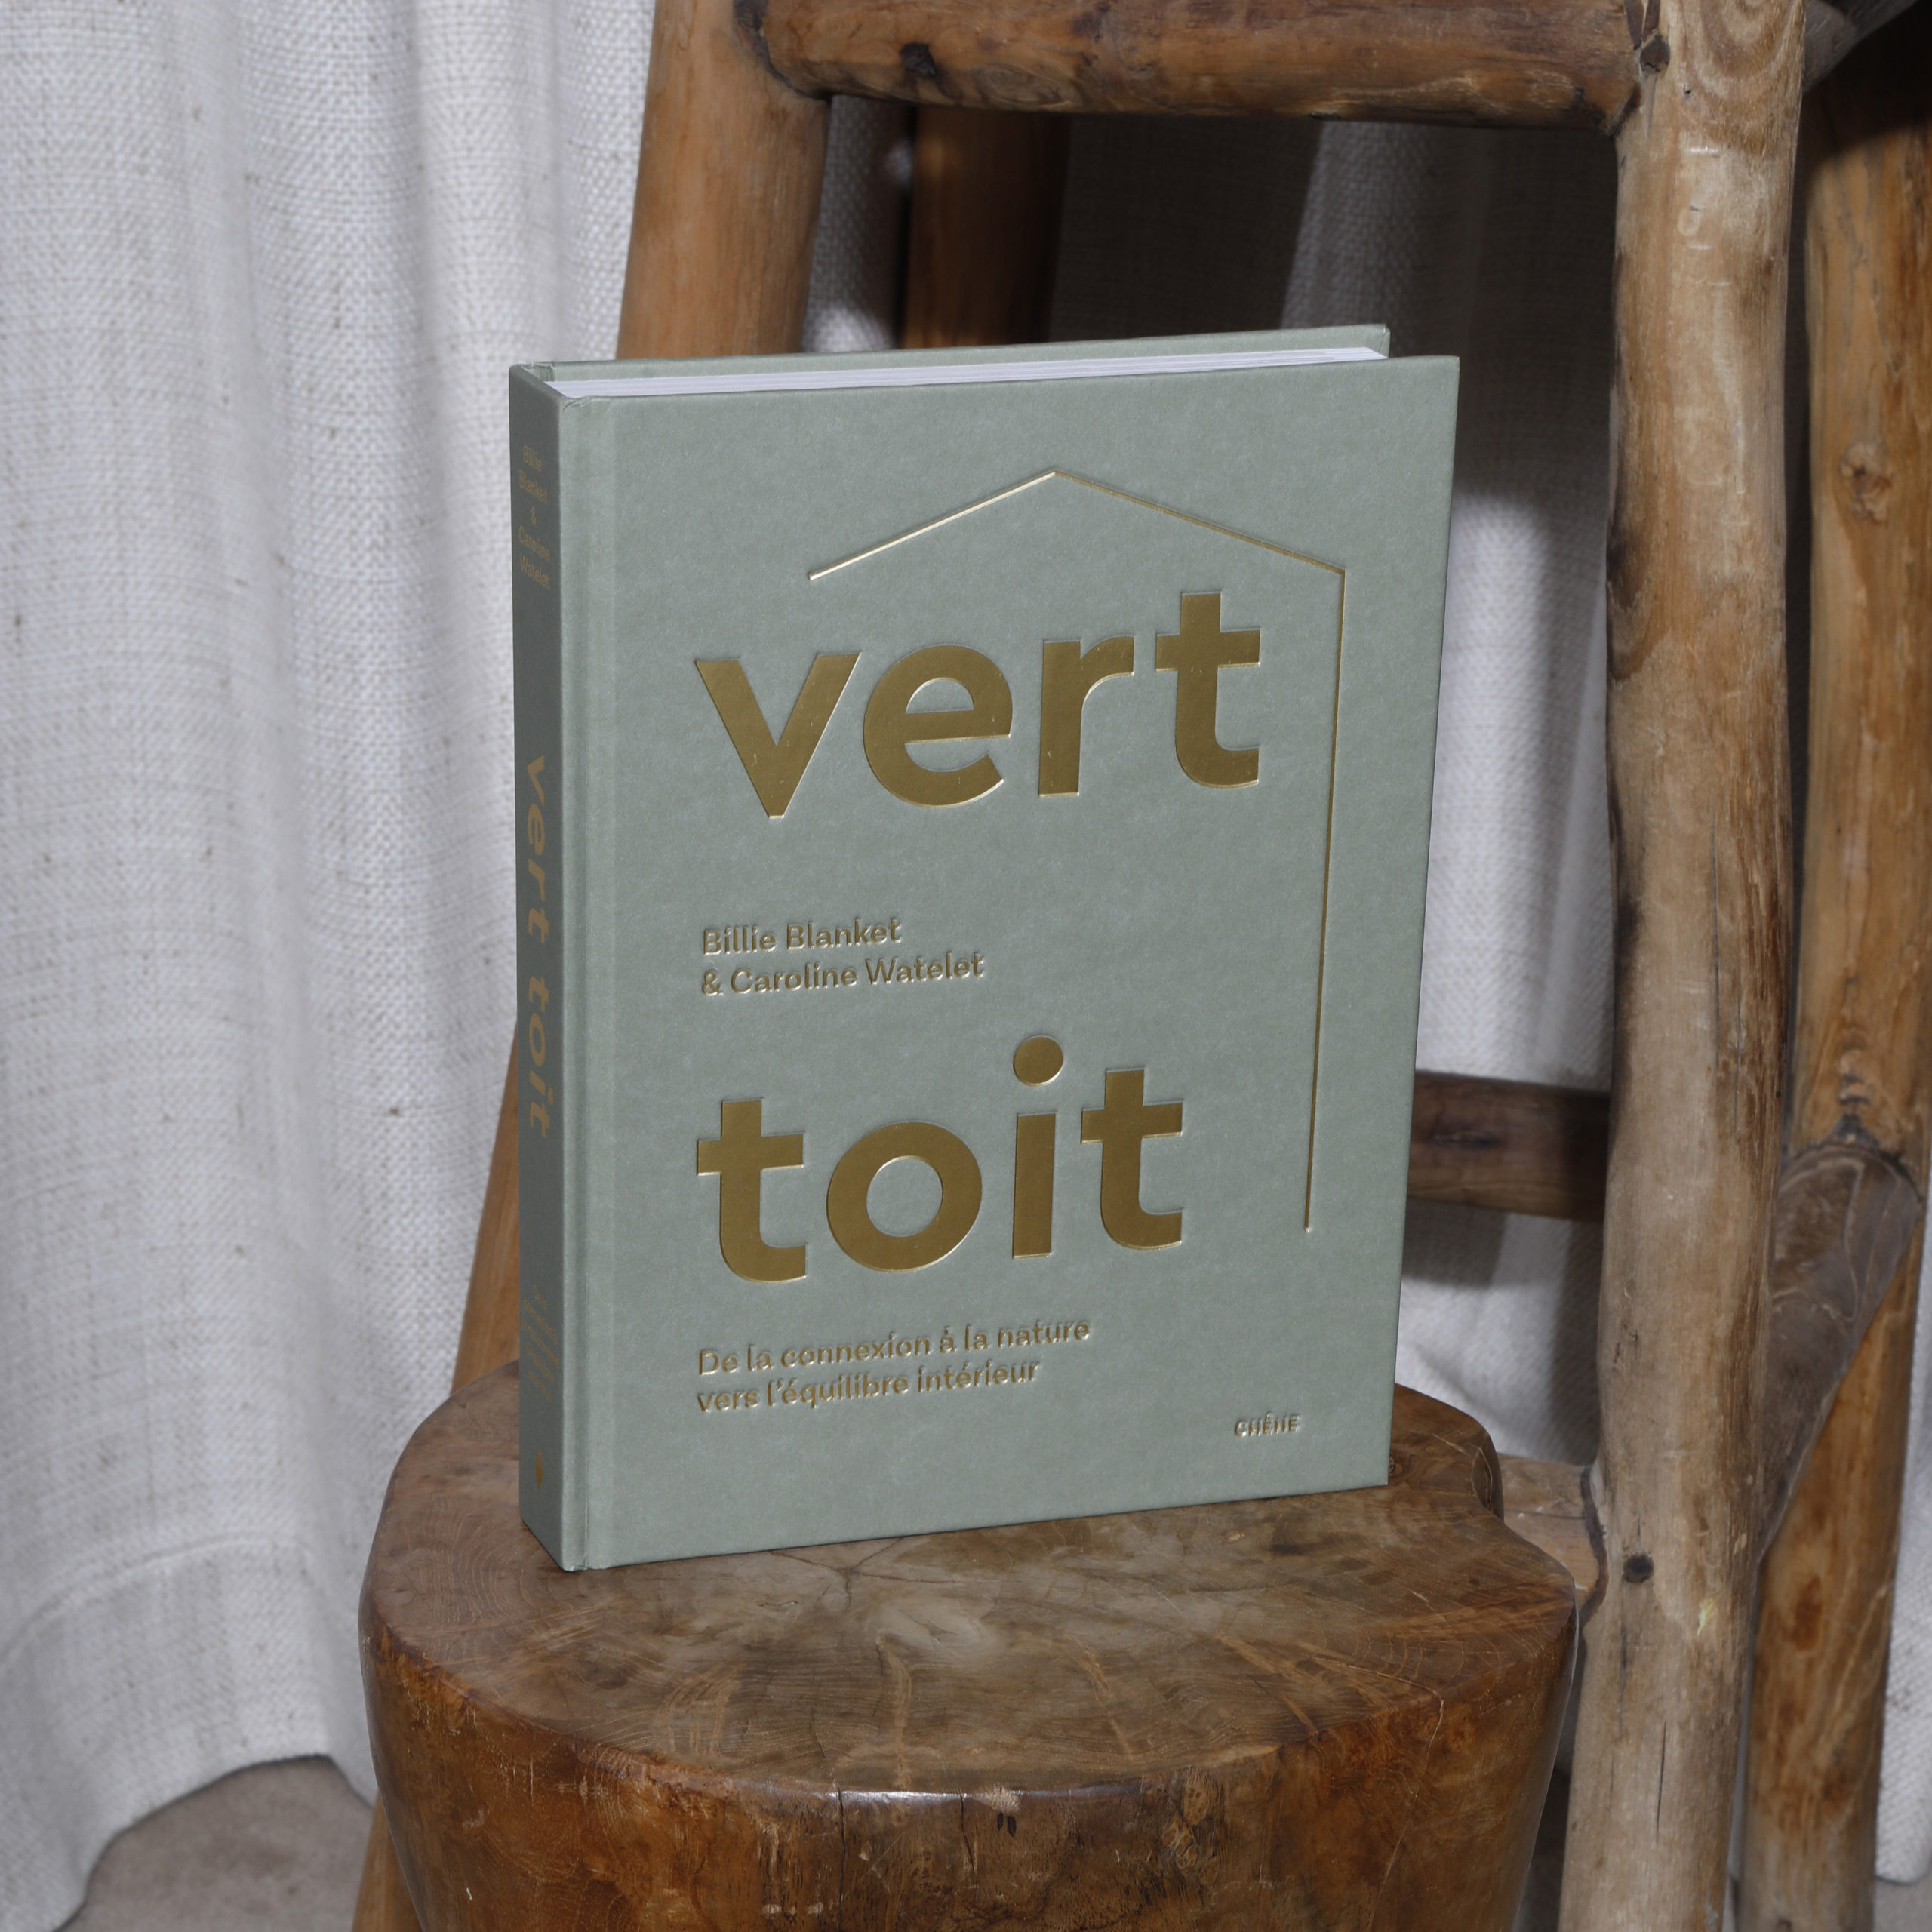 vert
Billie Blanket
& Caroline Watelet
toit
De la connexion à la nature
vers l'équilibre intérieur
CHÊNE
Billie
Blanket
&
Caroline
Watelet
vert toit